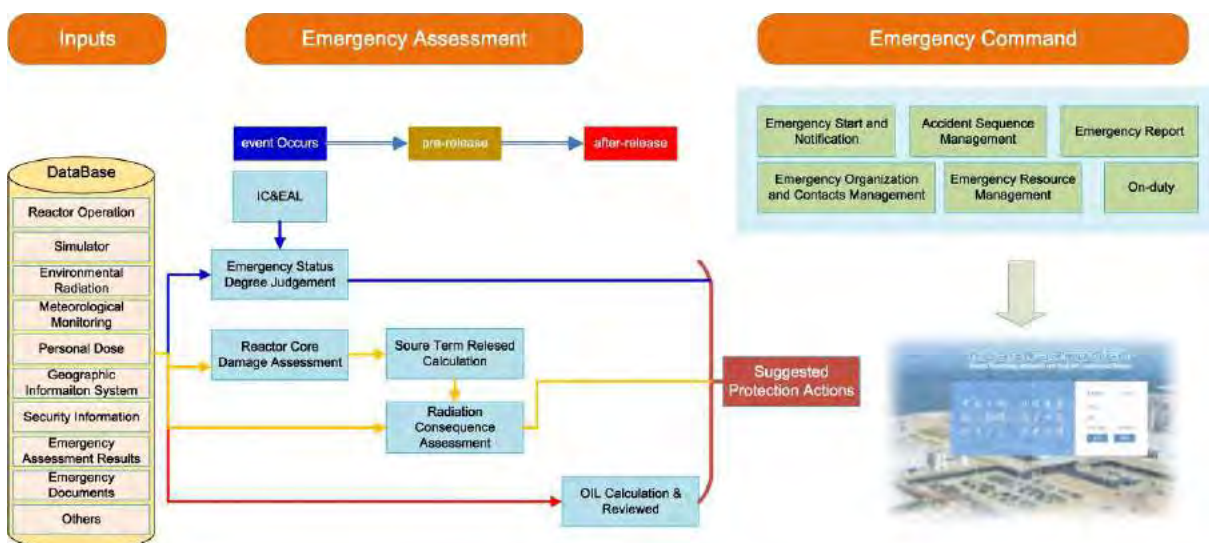 Inputs
Emergency Assessment
Emergency Command
event Occurs
pre-release
after-release
DataBase
Reactor Operation
Simulator
Environmental
Radiation
Meteorological
Monitoring
Personal Dose
Geographic
Informaiton System
Security Information
Emergency
Assessment Results
Emergency
Documents
Others
IC&EAL
Emergency Status
Degree Judgement
Reactor Core
Damage Assessment
Soure Term Relesed
Calculation
Radiation
Consequence
Assessment
OIL Calculation &
Reviewed
Suggested
Protection Actions
Emergency Start and
Notification
Accident Sequence
Management
Emergency Report
Emergency Organization
and Contacts Management
Emergency Resource
Management
On-duty